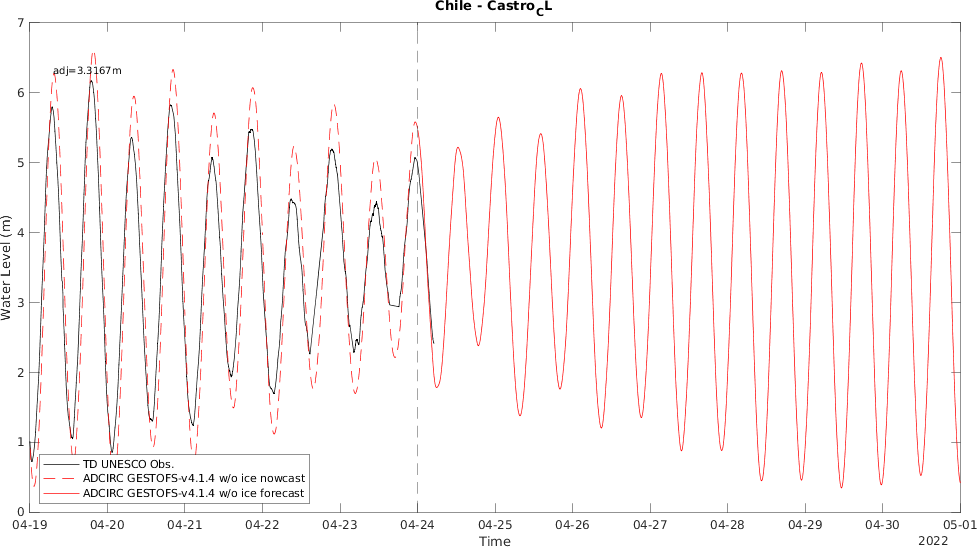 Chile - Castro_CL
7
adj=3.3167m
6
5
4
Water Level (m)
3
2
1
0
TD UNESCO Obs.
ADCIRC GESTOFS-v4.1.4 w/o ice nowcast
ADCIRC GESTOFS-v4.1.4 w/o ice forecast
04-19 04-20 04-21 04-22 04-23 04-24 04-25 04-26 04-27 04-28 04-29 04-30 05-01
Time
2022